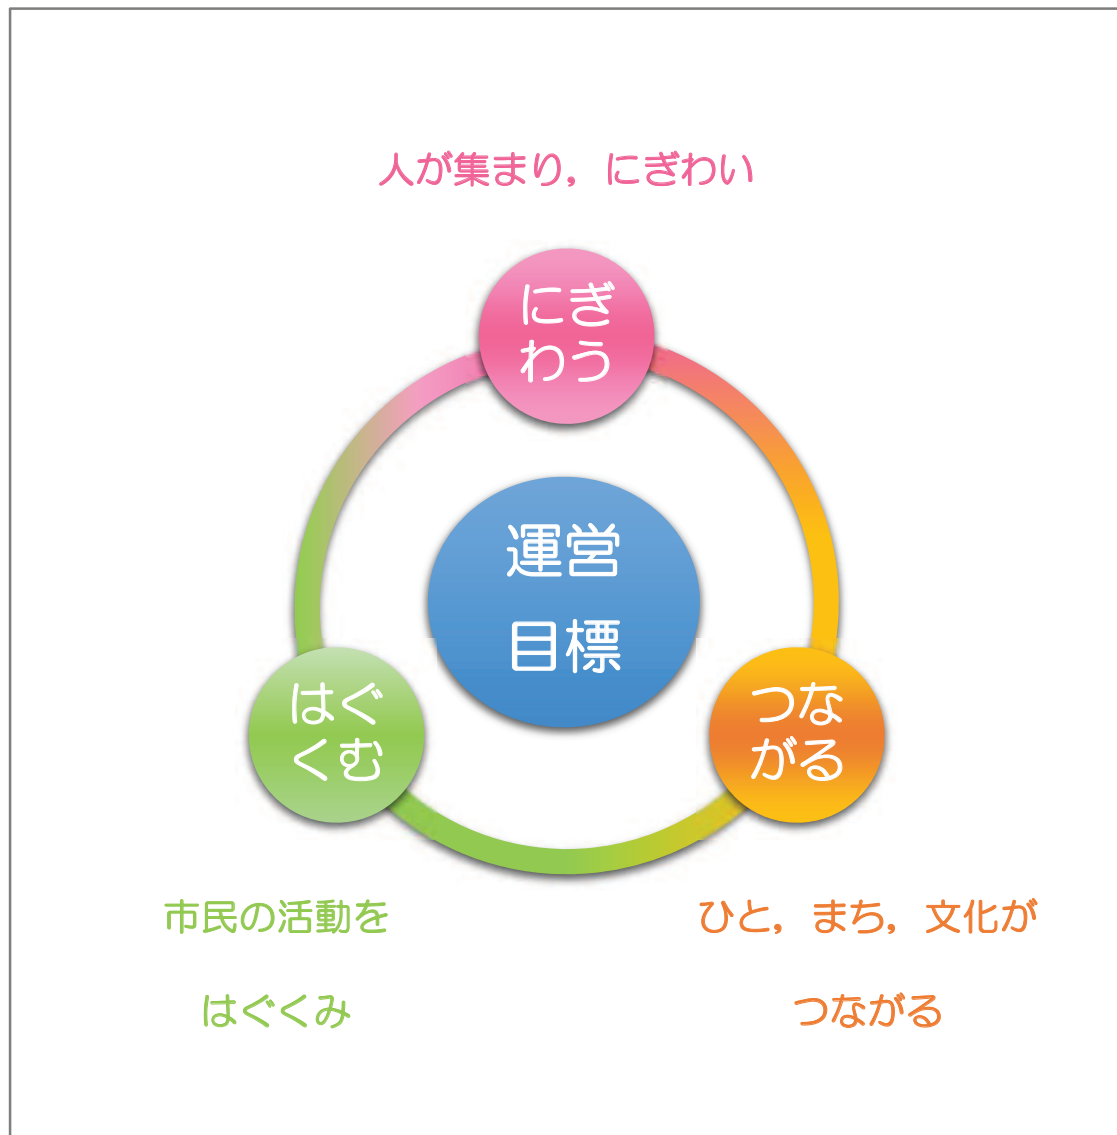 人が集まり，にぎわい
にぎ
わう
運営
目標
はぐ
くむ
つな
がる
市民の活動を
はぐくみ
ひと，まち，文化が
つながる